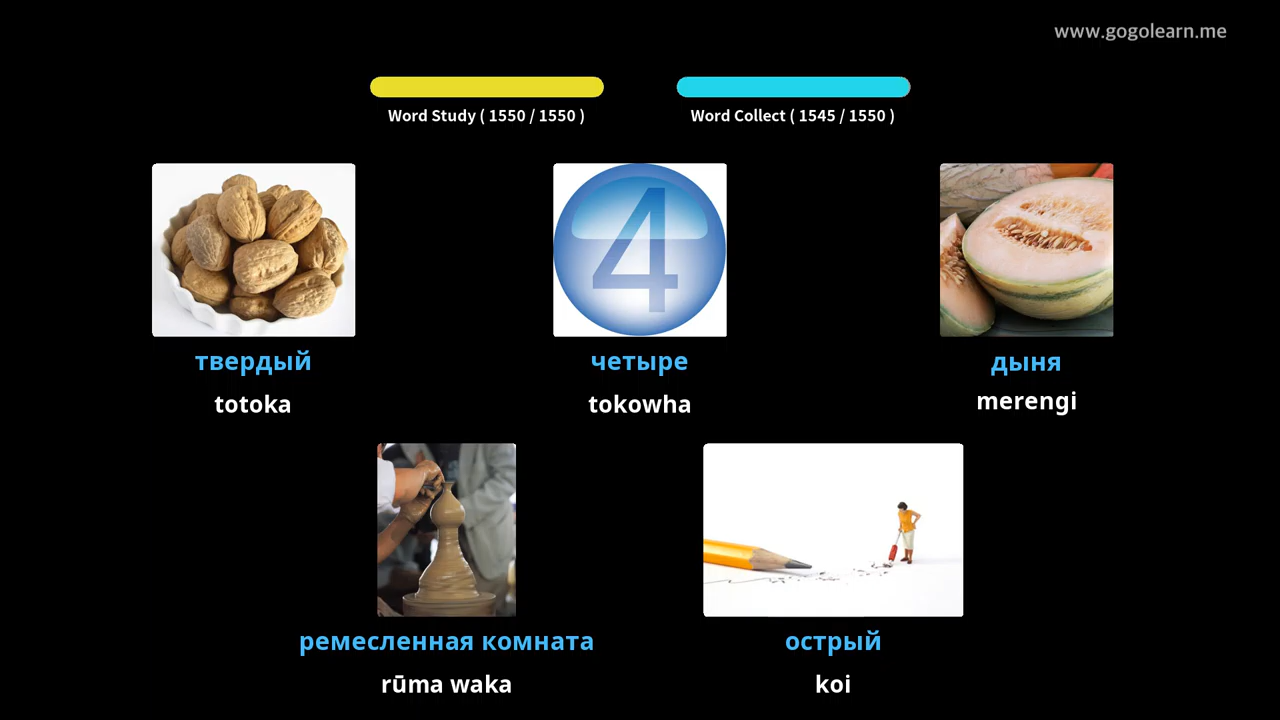 www.gogolearn.me
Word Study ( 1550 / 1550 )
Word Collect ( 1545 / 1550 )
4
твердый
четыре
дыня
totoka
tokowha
merengi
ремесленная комната
острый
rūma waka
koi